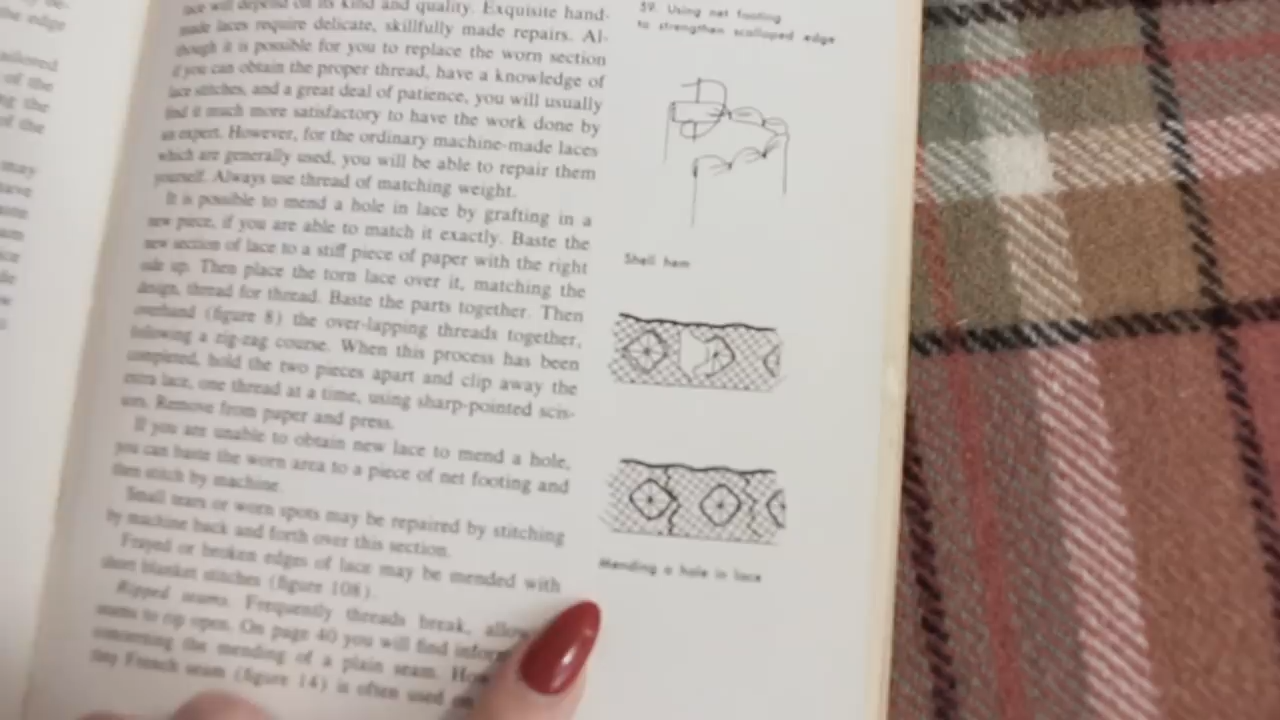 the edge
ailored
of the
ng the
of the
may
lace will depend on its kind and quality. Exquisite hand-
made laces require delicate, skillfully made repairs. Al-
though it is possible for you to replace the worn section
if you can obtain the proper thread, have a knowledge of
lace stitches, and a great deal of patience, you will usually
find it much more satisfactory to have the work done by
an expert. However, for the ordinary machine-made laces
which are generally used, you will be able to repair them
yourself. Always use thread of matching weight.
It is possible to mend a hole in lace by grafting in a
new piece, if you are able to match it exactly. Baste the
new section of lace to a stiff piece of paper with the right
side up. Then place the torn lace over it, matching the
design, thread for thread. Baste the parts together. Then
overhand (figure 8) the over-lapping threads together,
following a zig-zag course. When this process has been
completed, hold the two pieces apart and clip away the
extra lace, one thread at a time, using sharp-pointed scis-
sors. Remove from paper and press.
If you are unable to obtain new lace to mend a hole,
you can baste the worn area to a piece of net footing and
then stitch by machine.
Small tears or worn spots may be repaired by stitching
by machine back and forth over this section.
Frayed or broken edges of lace may be mended with
short blanket stitches (figure 108).
Ripped seams. Frequently threads break, allow
seams to rip open. On page 40 you will find inform
concerning the mending of a plain seam. How
tiny French seam (figure 14) is often used on
59. Using net footing
to strengthen scalloped edge
Shell hem
Mending a hole in lace